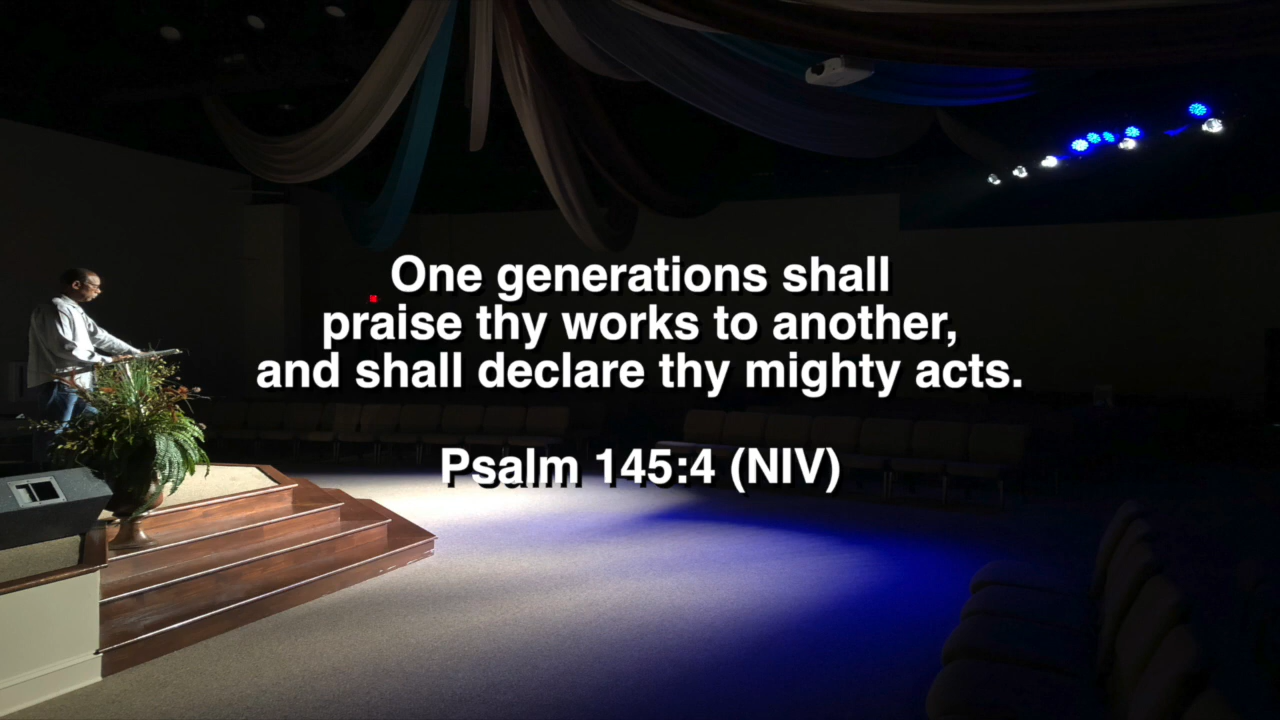 One generations shall
praise thy works to another,
and shall declare thy mighty acts.
Psalm 145:4 (NIV)